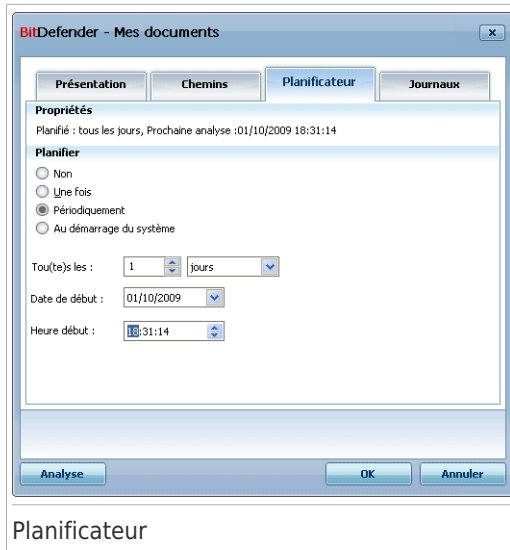 BitDefender - Mes documents
Présentation Chemins Planificateur Journaux
Propriétés
Planifié : tous les jours, Prochaine analyse :01/10/2009 18:31:14
Planifier
Non
Une fois
Périodiquement
Au démarrage du système
Tou(te)s les : 1 jours
Date de début : 01/10/2009
Heure début : 18:31:14
Analyse OK Annuler
Planificateur